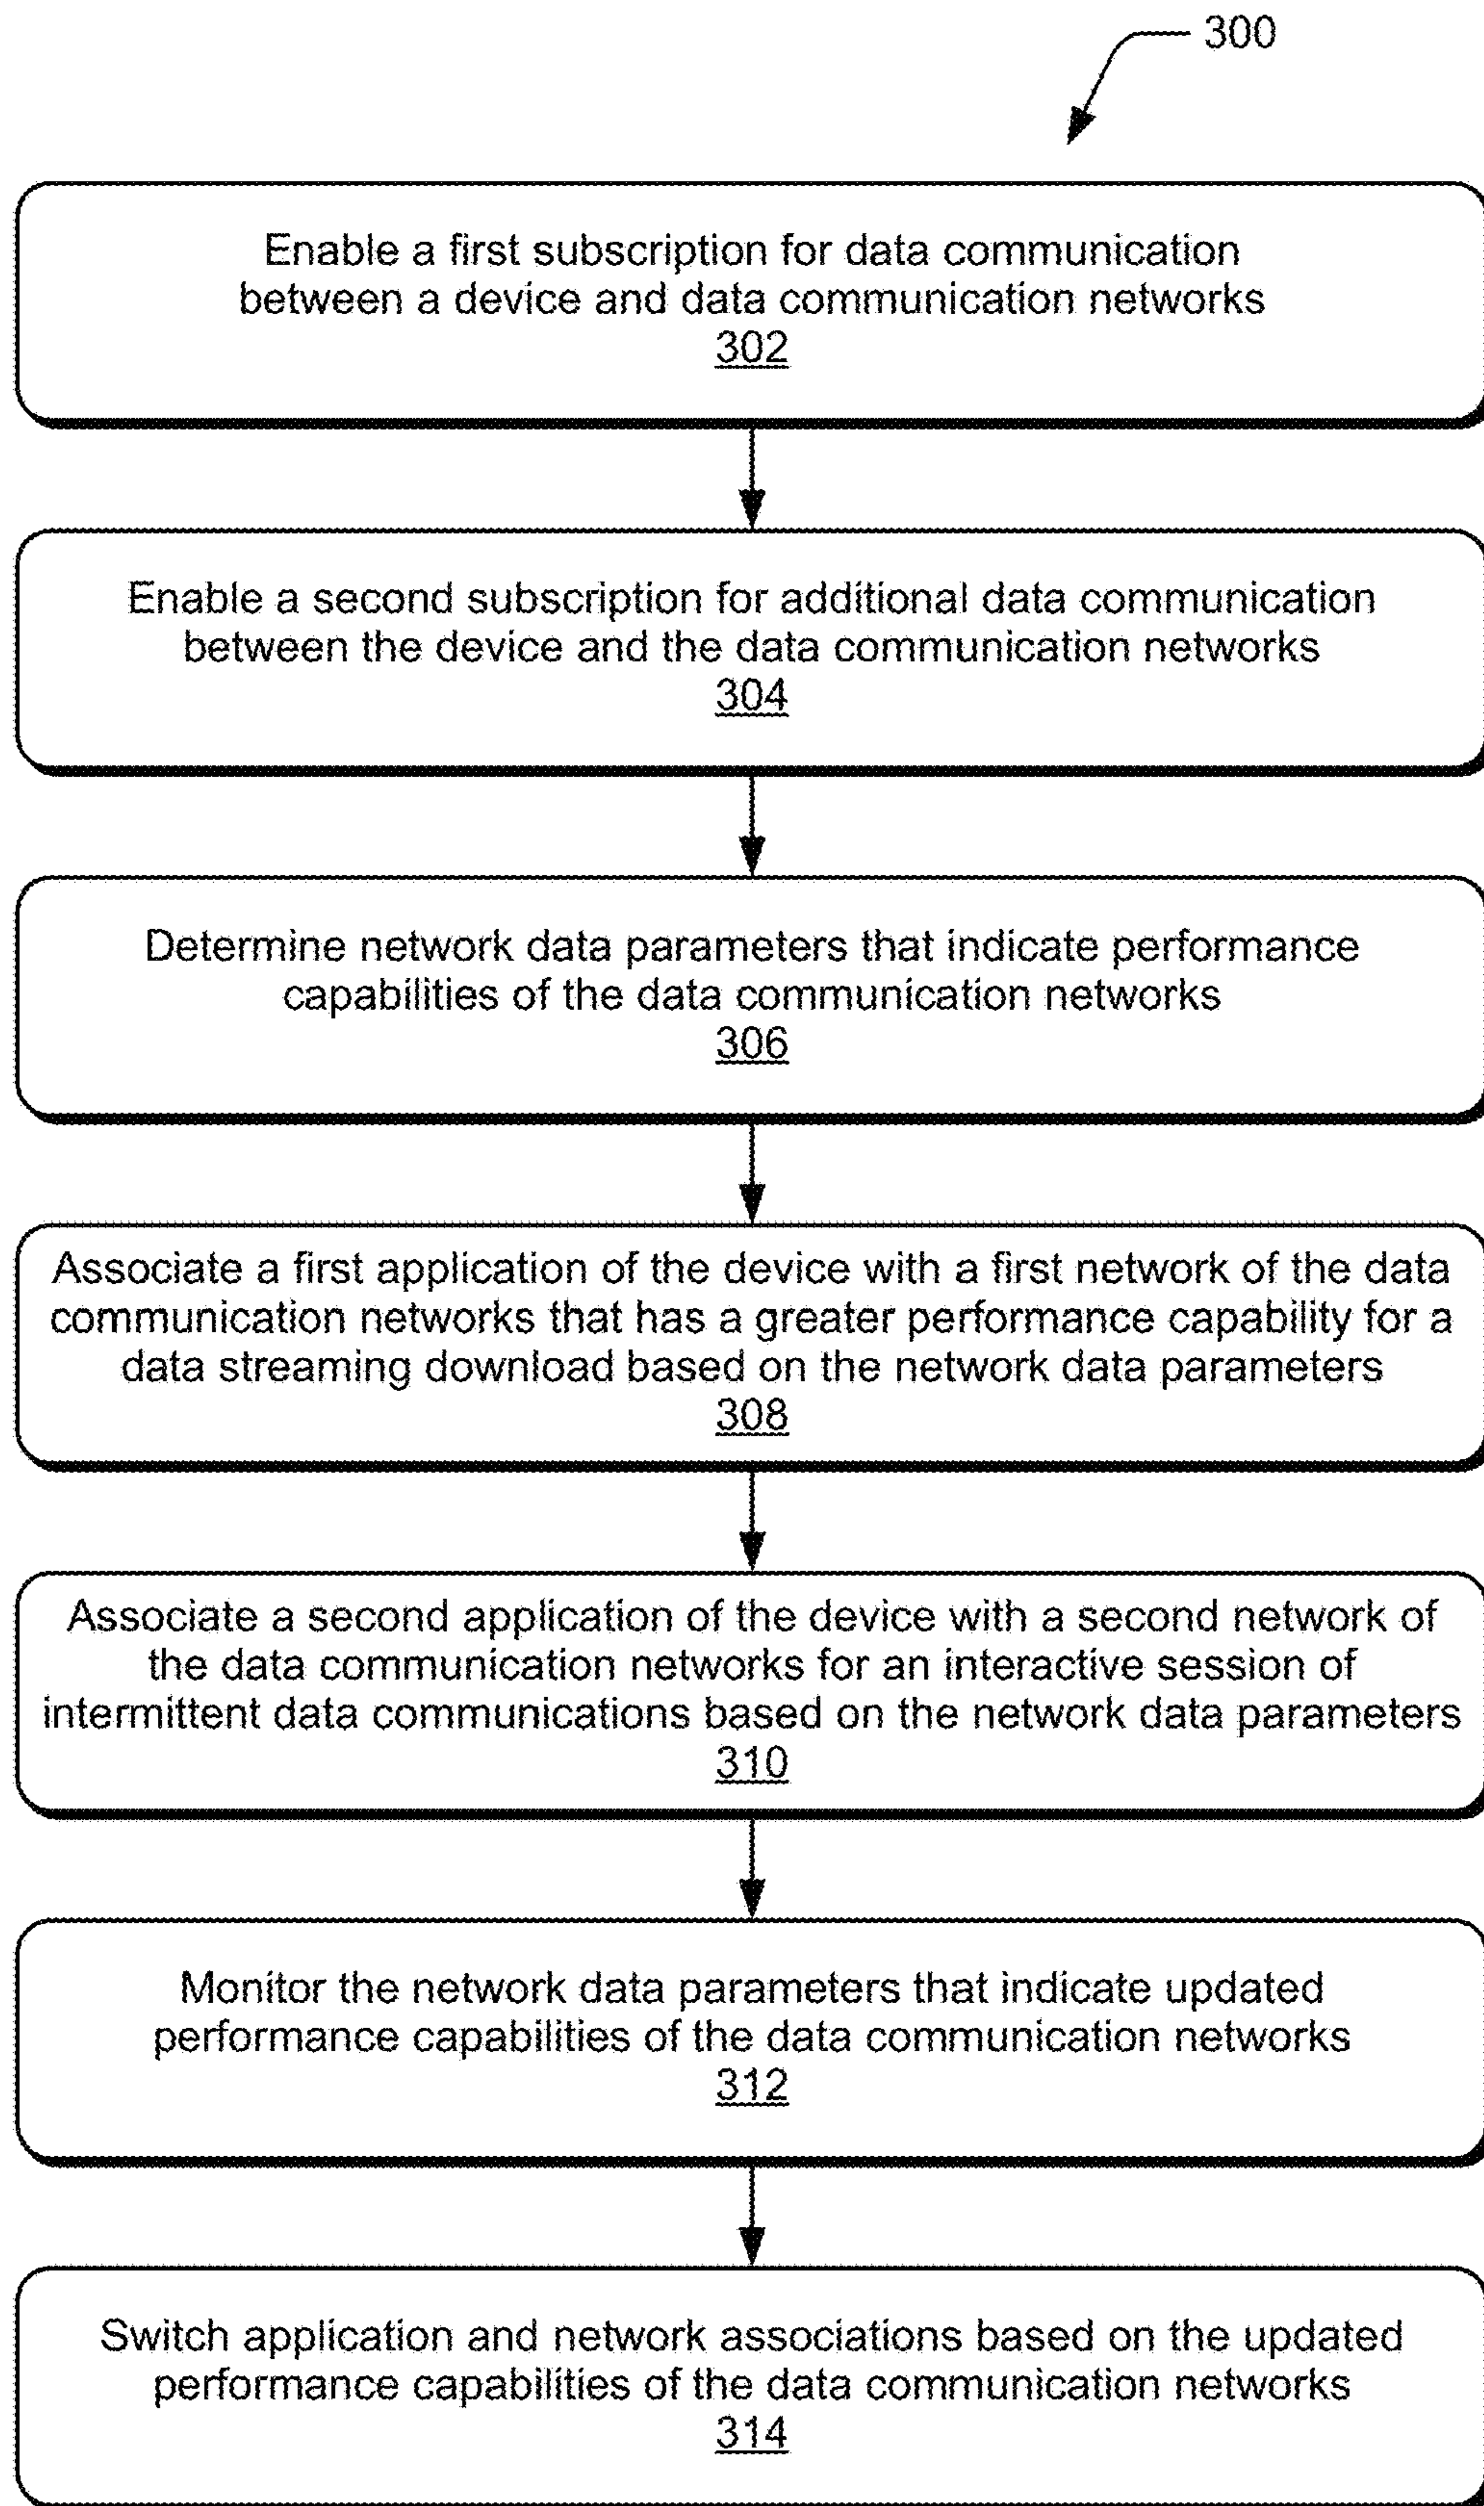 300
Enable a first subscription for data communication
between a device and data communication networks
302
Enable a second subscription for additional data communication
between the device and the data communication networks
304
Determine network data parameters that indicate performance
capabilities of the data communication networks
306
Associate a first application of the device with a first network of the data
communication networks that has a greater performance capability for a
data streaming download based on the network data parameters
308
Associate a second application of the device with a second network of
the data communication networks for an interactive session of
intermittent data communications based on the network data parameters
310
Monitor the network data parameters that indicate updated
performance capabilities of the data communication networks
312
Switch application and network associations based on the updated
performance capabilities of the data communication networks
314